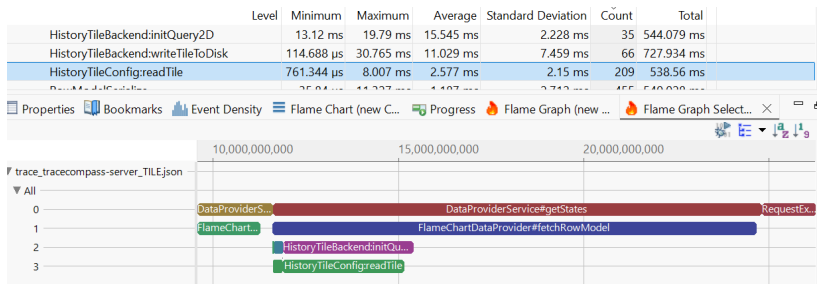 Level Minimum Maximum Average Standard Deviation Count Total
HistoryTileBackend:initQuery2D 13.12 ms 19.79 ms 15.545 ms 2.228 ms 35 544.079 ms
HistoryTileBackend:writeTileToDisk 114.688 µs 30.765 ms 11.029 ms 7.459 ms 66 727.934 ms
HistoryTileConfig:readTile 761.344 µs 8.007 ms 2.577 ms 2.15 ms 209 538.56 ms
Properties Bookmarks Event Density Flame Chart (new C... Progress Flame Graph (new ... Flame Graph Select...
10,000,000,000 15,000,000,000 20,000,000,000
trace_tracecompass-server_TILE.json
All
0 DataProviderS... DataProviderService#getStates RequestEx...
1 FlameChart... FlameChartDataProvider#fetchRowModel
2 HistoryTileBackend:initQu...
3 HistoryTileConfig:readTile